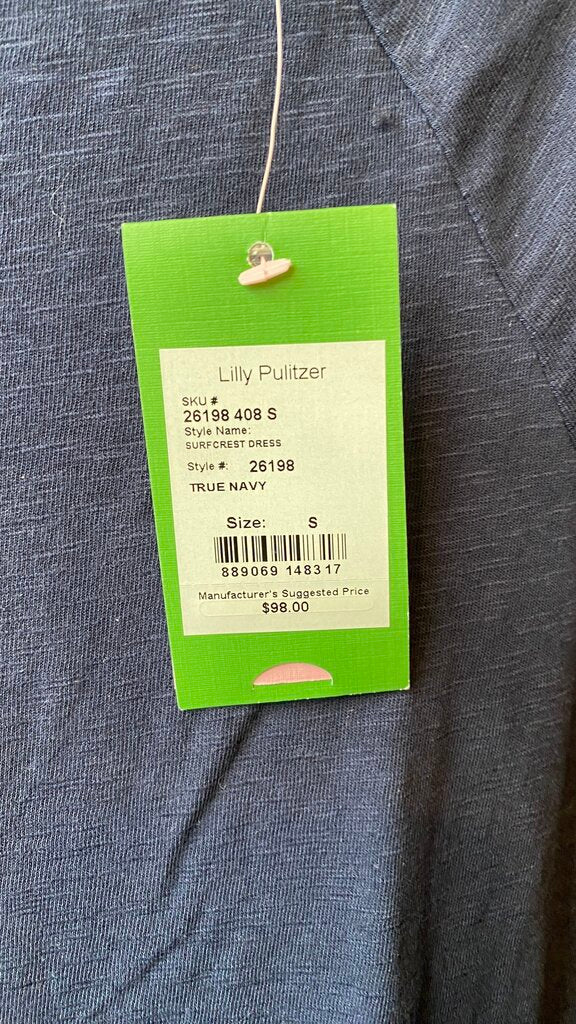 Lilly Pulitzer
SKU #
26198 408 S
Style Name:
SURFCREST DRESS
Style #: 26198
TRUE NAVY
Size: S
889069 148317
Manufacturer's Suggested Price
$98.00